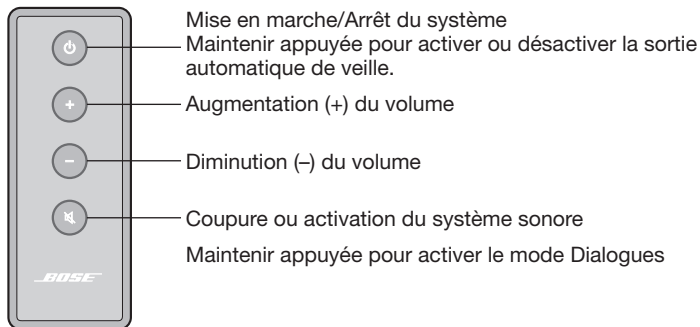 Mise en marche/Arrêt du système
Maintenir appuyée pour activer ou désactiver la sortie
automatique de veille.
Augmentation (+) du volume
Diminution (–) du volume
Coupure ou activation du système sonore
Maintenir appuyée pour activer le mode Dialogues
BOSE